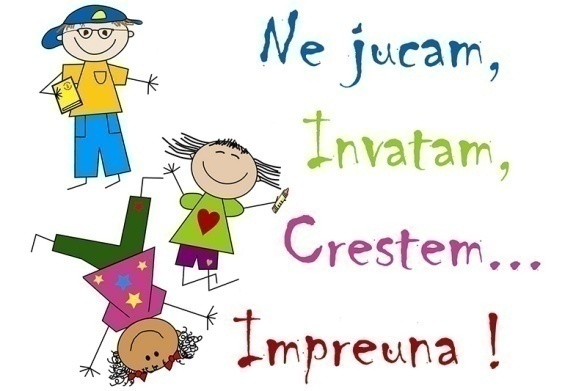 Ne jucam,
Invatam,
Crestem...
Impreuna !